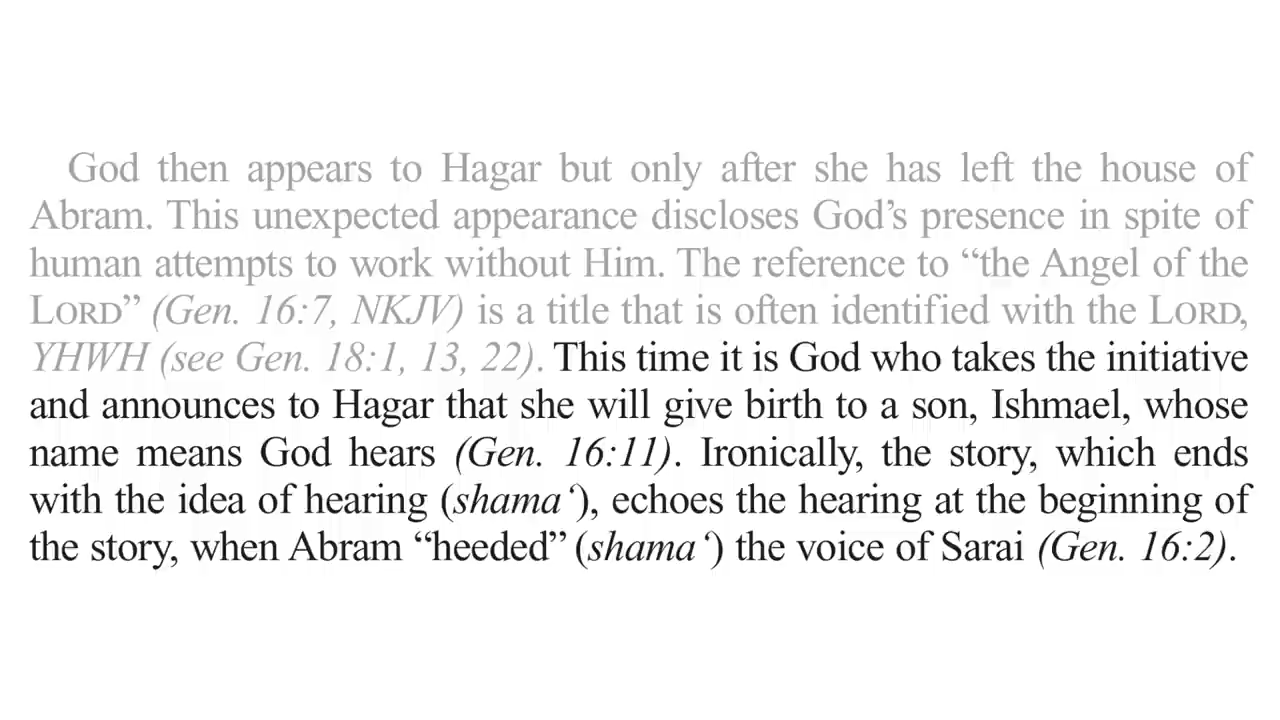 God then appears to Hagar but only after she has left the house of
Abram. This unexpected appearance discloses God’s presence in spite of
human attempts to work without Him. The reference to “the Angel of the
LORD” (Gen. 16:7, NKJV) is a title that is often identified with the LORD,
YHWH (see Gen. 18:1, 13, 22). This time it is God who takes the initiative
and announces to Hagar that she will give birth to a son, Ishmael, whose
name means God hears (Gen. 16:11). Ironically, the story, which ends
with the idea of hearing (shama‘), echoes the hearing at the beginning of
the story, when Abram “heeded” (shama‘) the voice of Sarai (Gen. 16:2).